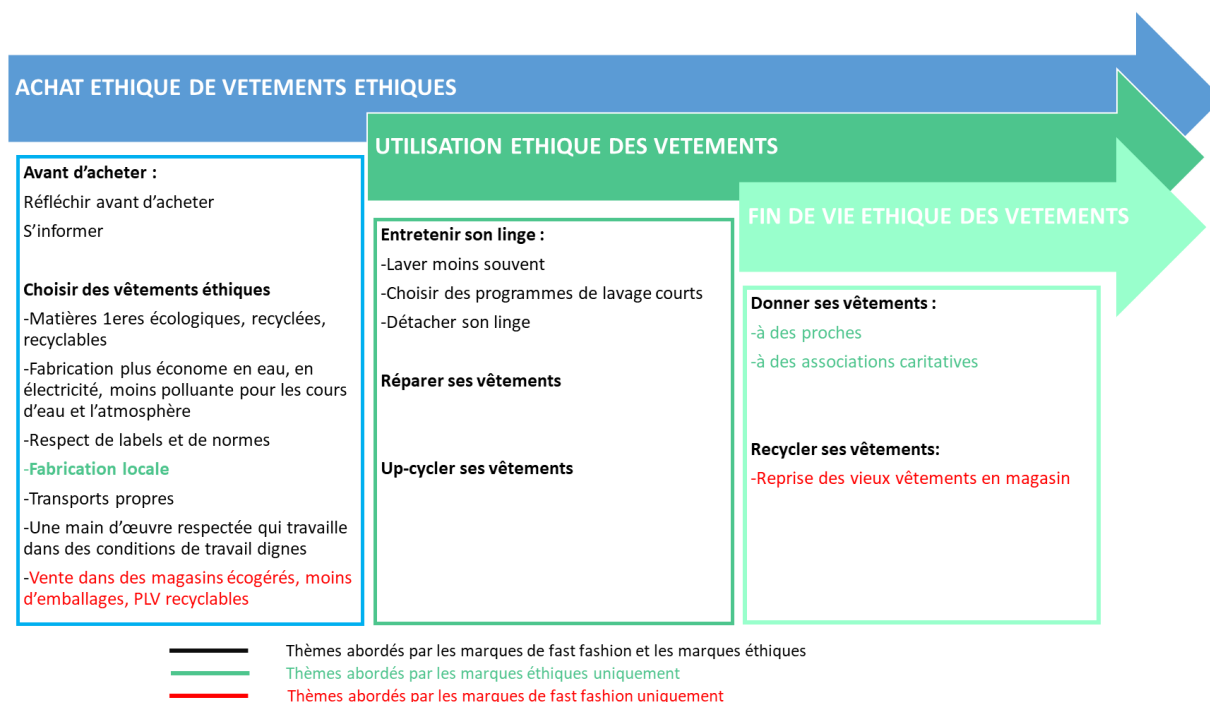 ACHAT ETHIQUE DE VETEMENTS ETHIQUES
UTILISATION ETHIQUE DES VETEMENTS
FIN DE VIE ETHIQUE DES VETEMENTS
Avant d'acheter :
Réfléchir avant d'acheter
S'informer
Choisir des vêtements éthiques
-Matières 1eres écologiques, recyclées,
recyclables
-Fabrication plus économe en eau, en
électricité, moins polluante pour les cours
d'eau et l'atmosphère
-Respect de labels et de normes
-Fabrication locale
-Transports propres
-Une main d'œuvre respectée qui travaille
dans des conditions de travail dignes
-Vente dans des magasins écogérés, moins
d'emballages, PLV recyclables
Entretenir son linge :
-Laver moins souvent
-Choisir des programmes de lavage courts
-Détacher son linge
Réparer ses vêtements
Up-cycler ses vêtements
Donner ses vêtements :
-à des proches
-à des associations caritatives
Recycler ses vêtements:
-Reprise des vieux vêtements en magasin
Thèmes abordés par les marques de fast fashion et les marques éthiques
Thèmes abordés par les marques éthiques uniquement
Thèmes abordés par les marques de fast fashion uniquement